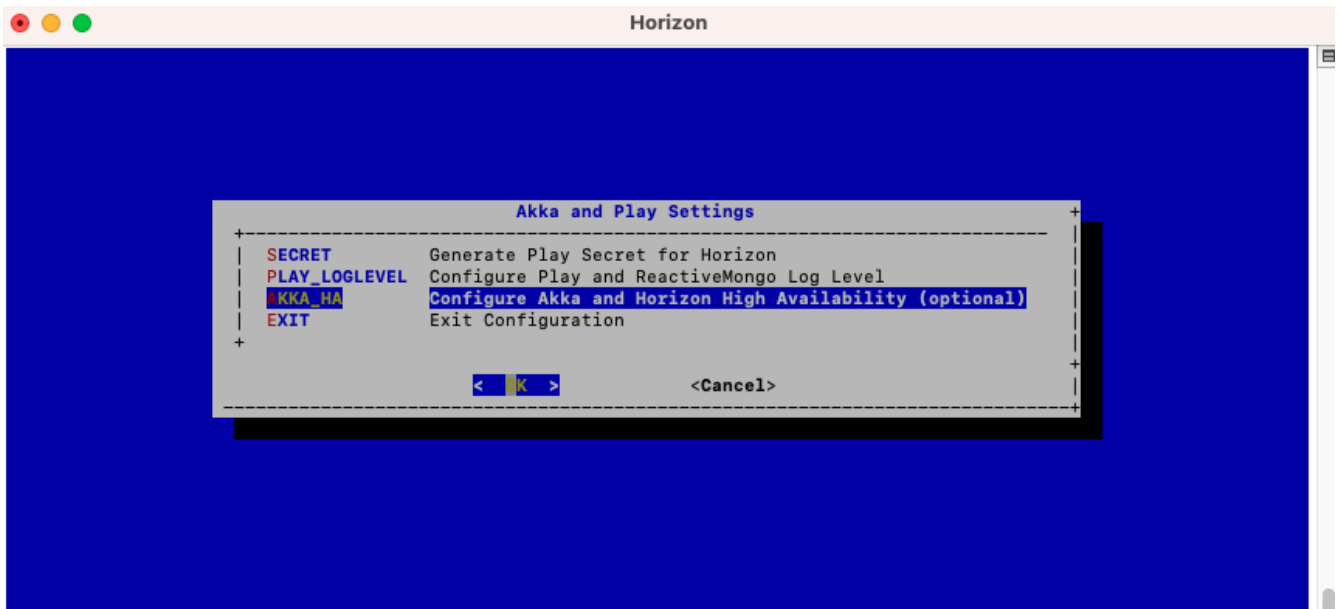 Horizon
Akka and Play Settings
SECRET Generate Play Secret for Horizon
PLAY_LOGLEVEL Configure Play and ReactiveMongo Log Level
AKKA_HA Configure Akka and Horizon High Availability (optional)
EXIT Exit Configuration
< OK > <Cancel>